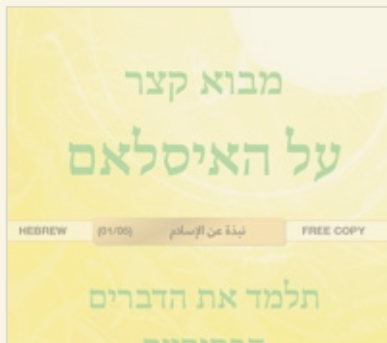 מבוא קצר
על האיסלאם
HEBREW (01/05) نبذة عن الإسلام FREE COPY
תלמד את הדברים